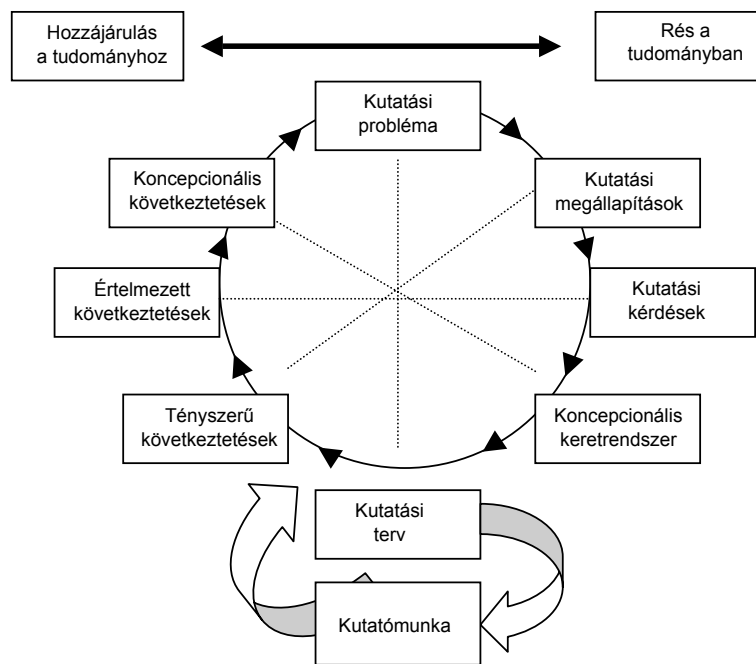 Hozzájárulás
a tudományhoz
Rés a
tudományban
Kutatási
probléma
Koncepcionális
következtetések
Kutatási
megállapítások
Értelmezett
következtetések
Kutatási
kérdések
Tényszerű
következtetések
Koncepcionális
keretrendszer
Kutatási
terv
Kutatómunka